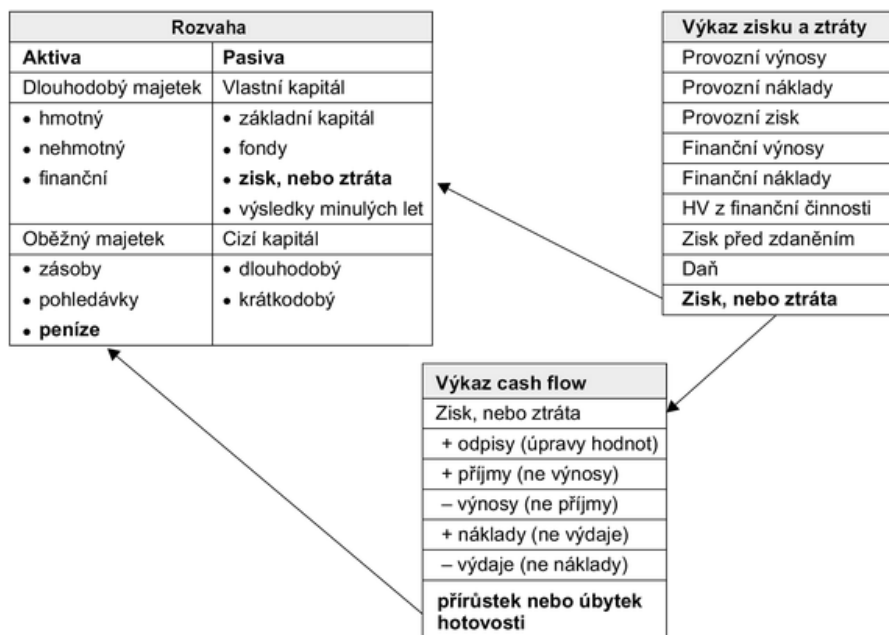 Rozvaha
Aktiva Pasiva
Dlouhodobý majetek Vlastní kapitál
• hmotný • základní kapitál
• nehmotný • fondy
• finanční • zisk, nebo ztráta
• výsledky minulých let
Oběžný majetek Cizí kapitál
• zásoby • dlouhodobý
• pohledávky • krátkodobý
• peníze
Výkaz zisku a ztráty
Provozní výnosy
Provozní náklady
Provozní zisk
Finanční výnosy
Finanční náklady
HV z finanční činnosti
Zisk před zdaněním
Daň
Zisk, nebo ztráta
Výkaz cash flow
Zisk, nebo ztráta
+ odpisy (úpravy hodnot)
+ příjmy (ne výnosy)
– výnosy (ne příjmy)
+ náklady (ne výdaje)
– výdaje (ne náklady)
přírůstek nebo úbytek
hotovosti